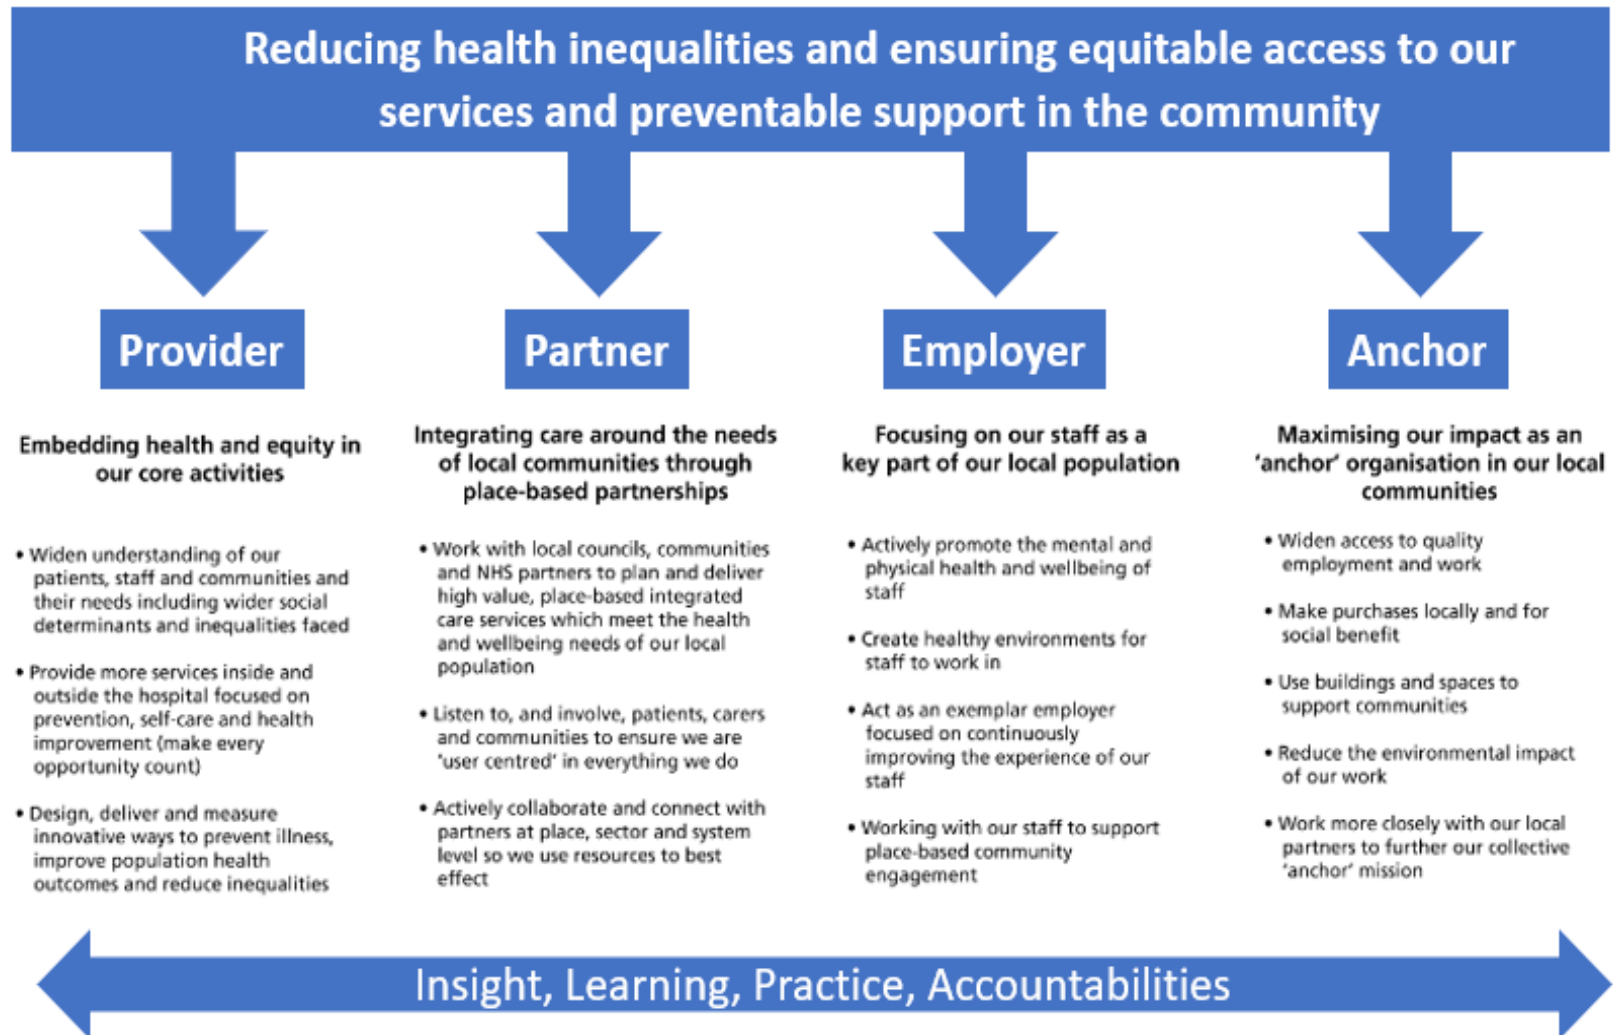 Reducing health inequalities and ensuring equitable access to our
services and preventable support in the community
Provider
Embedding health and equity in
our core activities
• Widen understanding of our
patients, staff and communities and
their needs including wider social
determinants and inequalities faced
• Provide more services inside and
outside the hospital focused on
prevention, self-care and health
improvement (make every
opportunity count)
• Design, deliver and measure
innovative ways to prevent illness,
improve population health
outcomes and reduce inequalities
Partner
Integrating care around the needs
of local communities through
place-based partnerships
• Work with local councils, communities
and NHS partners to plan and deliver
high value, place-based integrated
care services which meet the health
and wellbeing needs of our local
population
• Listen to, and involve, patients, carers
and communities to ensure we are
'user centred' in everything we do
• Actively collaborate and connect with
partners at place, sector and system
level so we use resources to best
effect
Employer
Focusing on our staff as a
key part of our local population
• Actively promote the mental and
physical health and wellbeing of
staff
• Create healthy environments for
staff to work in
• Act as an exemplar employer
focused on continuously
improving the experience of our
staff
• Working with our staff to support
place-based community
engagement
Anchor
Maximising our impact as an
'anchor' organisation in our local
communities
• Widen access to quality
employment and work
• Make purchases locally and for
social benefit
• Use buildings and spaces to
support communities
• Reduce the environmental impact
of our work
• Work more closely with our local
partners to further our collective
'anchor' mission
Insight, Learning, Practice, Accountabilities